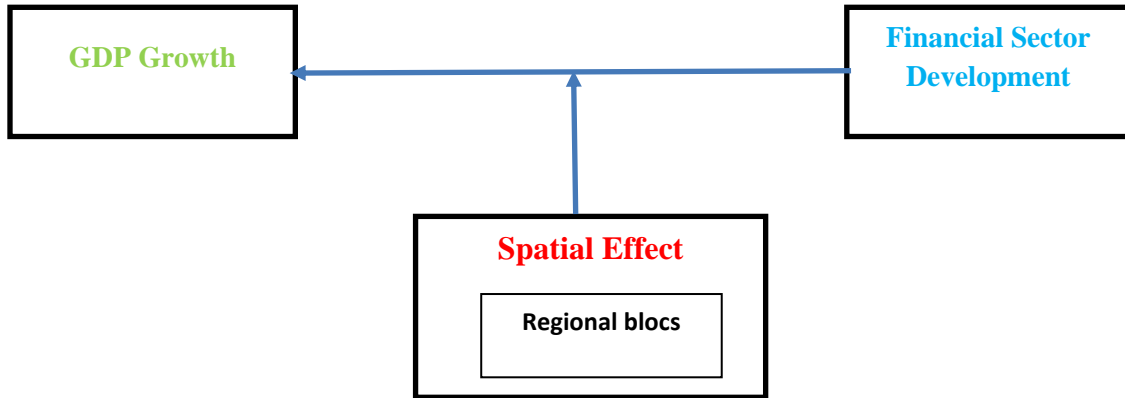 GDP Growth
Financial Sector
Development
Spatial Effect
Regional blocs